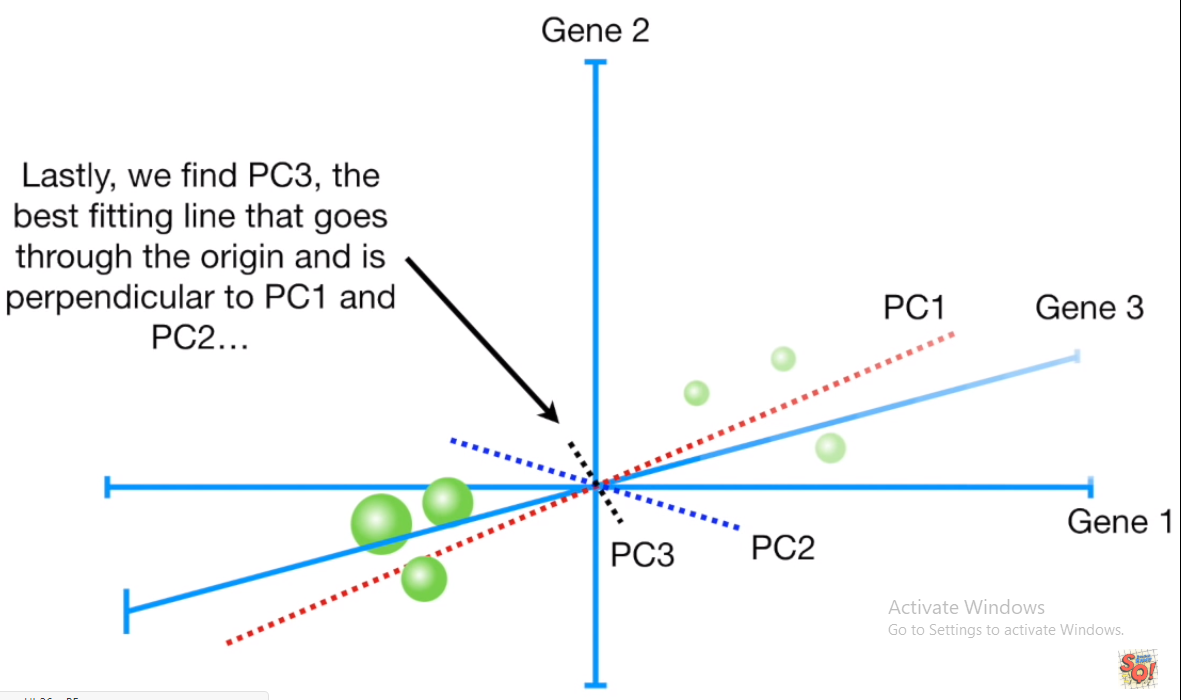 Gene 2
Lastly, we find PC3, the
best fitting line that goes
through the origin and is
perpendicular to PC1 and
PC2...
PC1
Gene 3
Gene 1
PC3
PC2
Activate Windows
Go to Settings to activate Windows.
SQ!